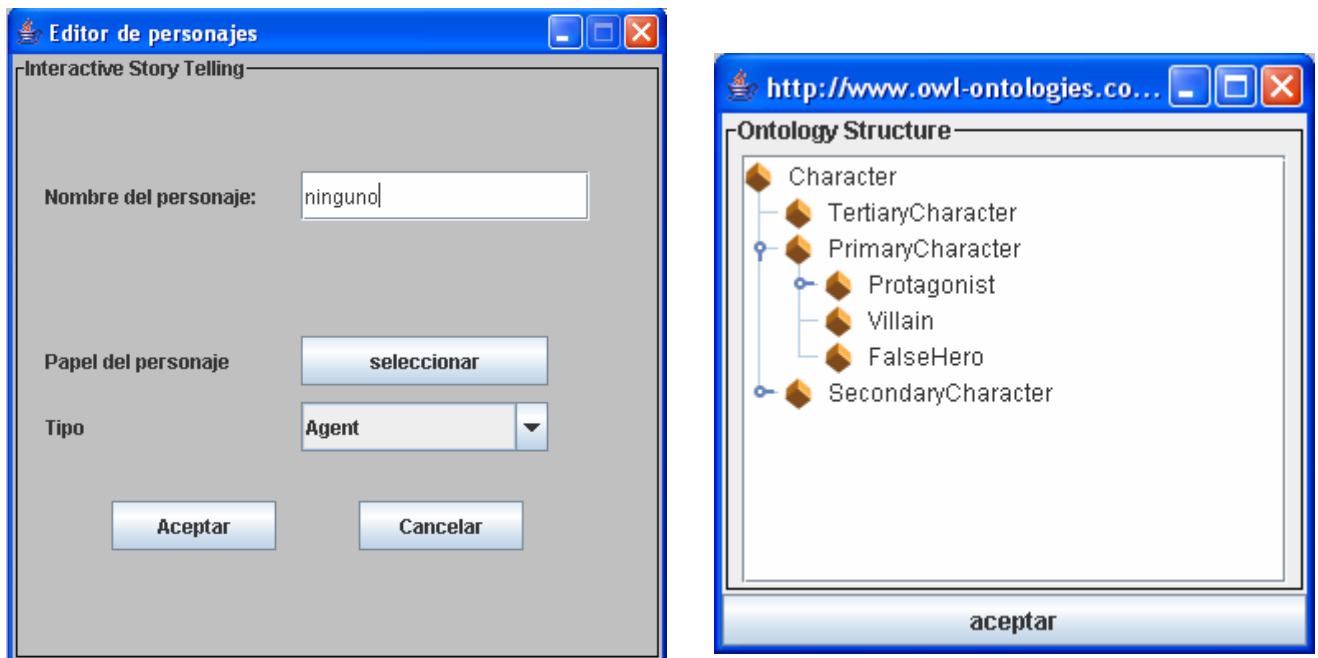 Editor de personajes
Interactive Story Telling
Nombre del personaje: ninguno
Papel del personaje seleccionar
Tipo Agent
Aceptar Cancelar
http://www.owl-ontologies.co...
Ontology Structure
Character
TertiaryCharacter
PrimaryCharacter
Protagonist
Villain
FalseHero
SecondaryCharacter
aceptar